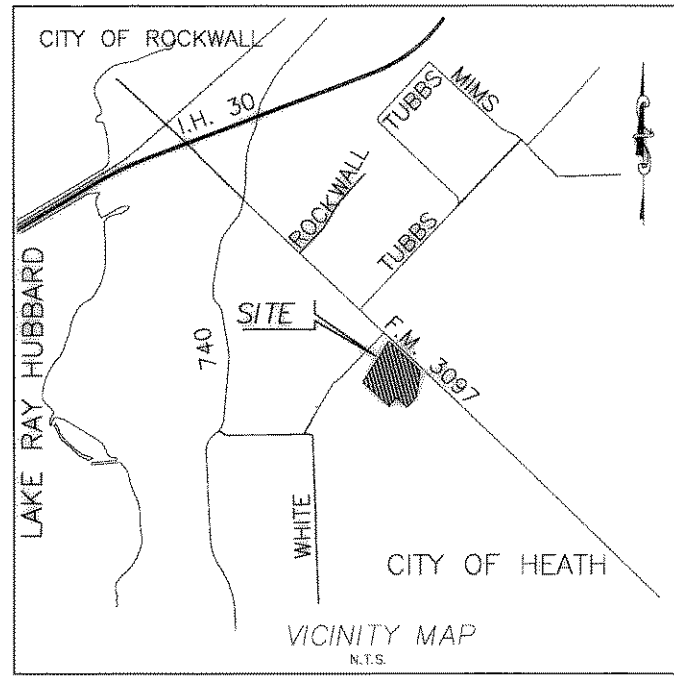 CITY OF ROCKWALL
I.H. 30
TUBBS
MIMS
ROCKWALL
TUBBS
LAKE RAY HUBBARD
SITE
740
F.M. 3097
WHITE
CITY OF HEATH
VICINITY MAP
N.T.S.